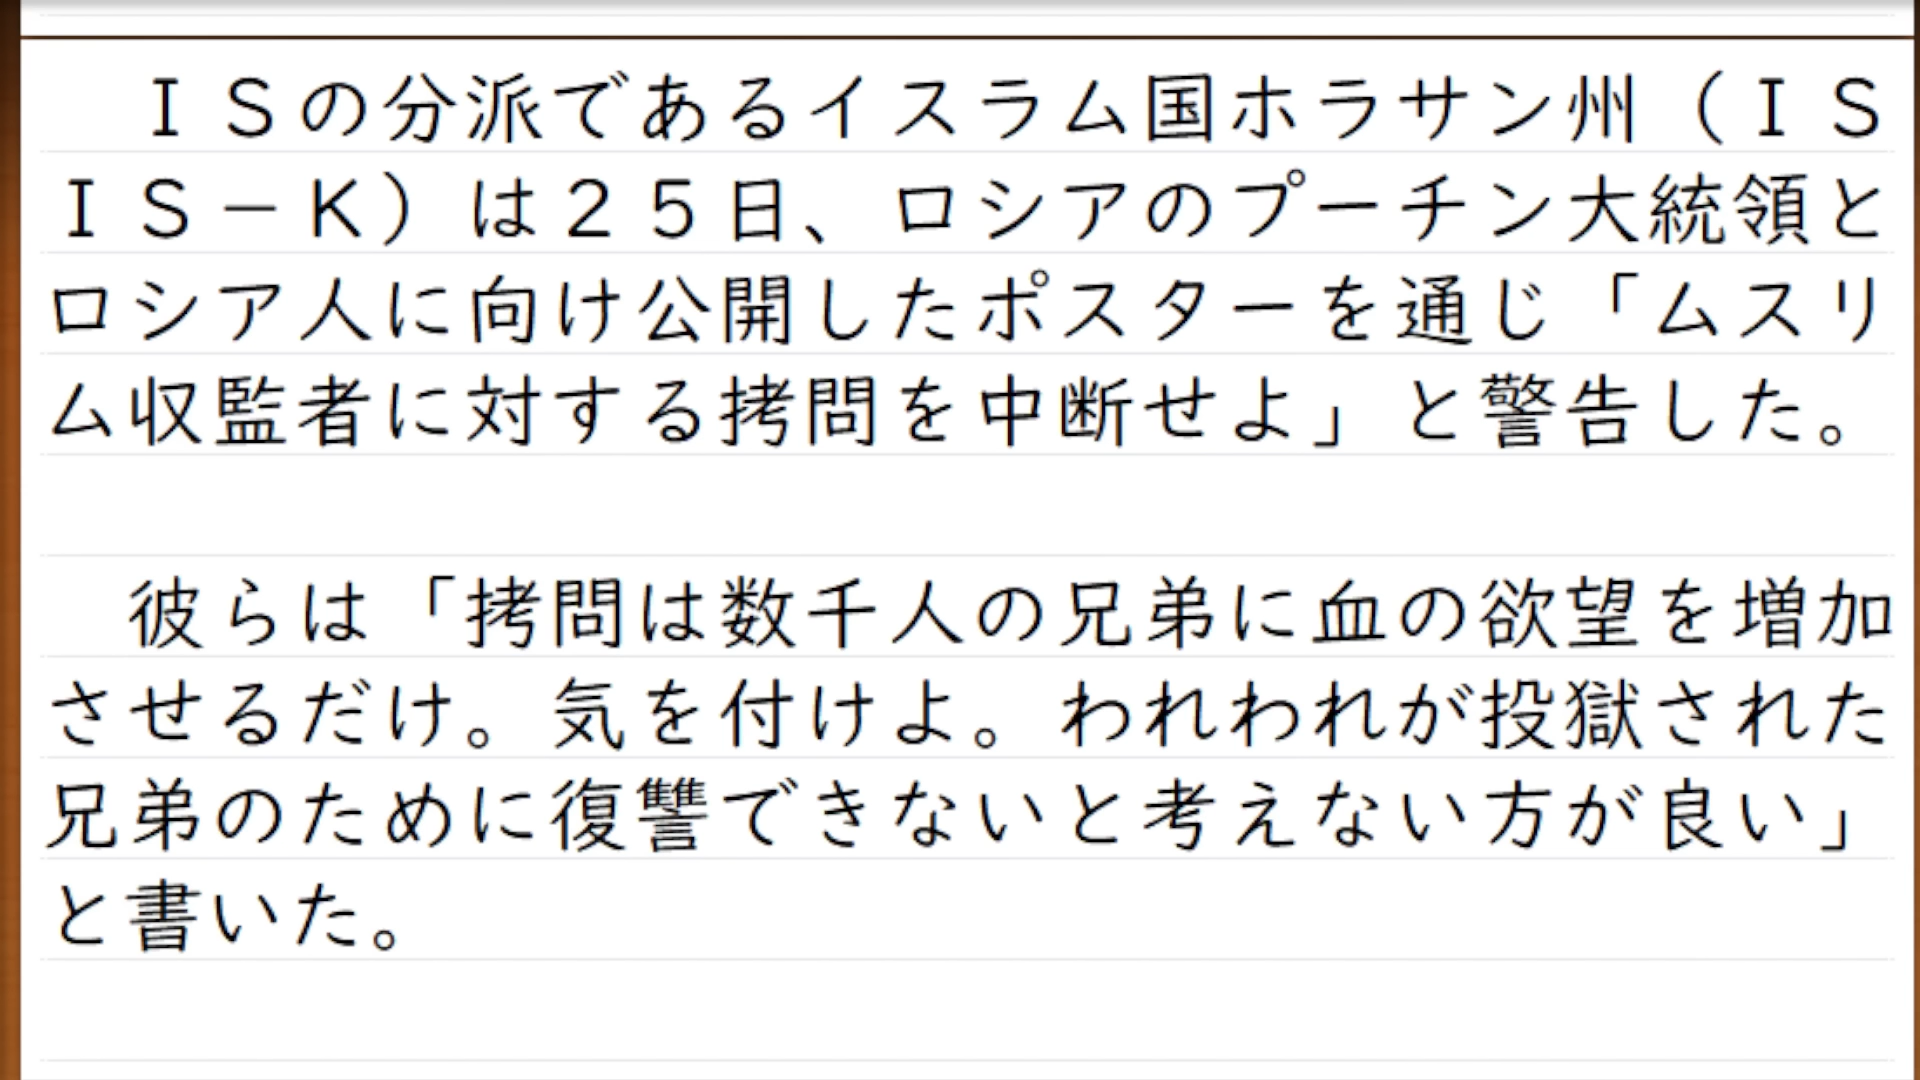 ＩＳの分派であるイスラム国ホラサン州（ＩＳ
ＩＳ－Ｋ）は２５日、ロシアのプーチン大統領と
ロシア人に向け公開したポスターを通じ「ムスリ
ム収監者に対する拷問を中断せよ」と警告した。
彼らは「拷問は数千人の兄弟に血の欲望を増加
させるだけ。気を付けよ。われわれが投獄された
兄弟のために復讐できないと考えない方が良い」
と書いた。